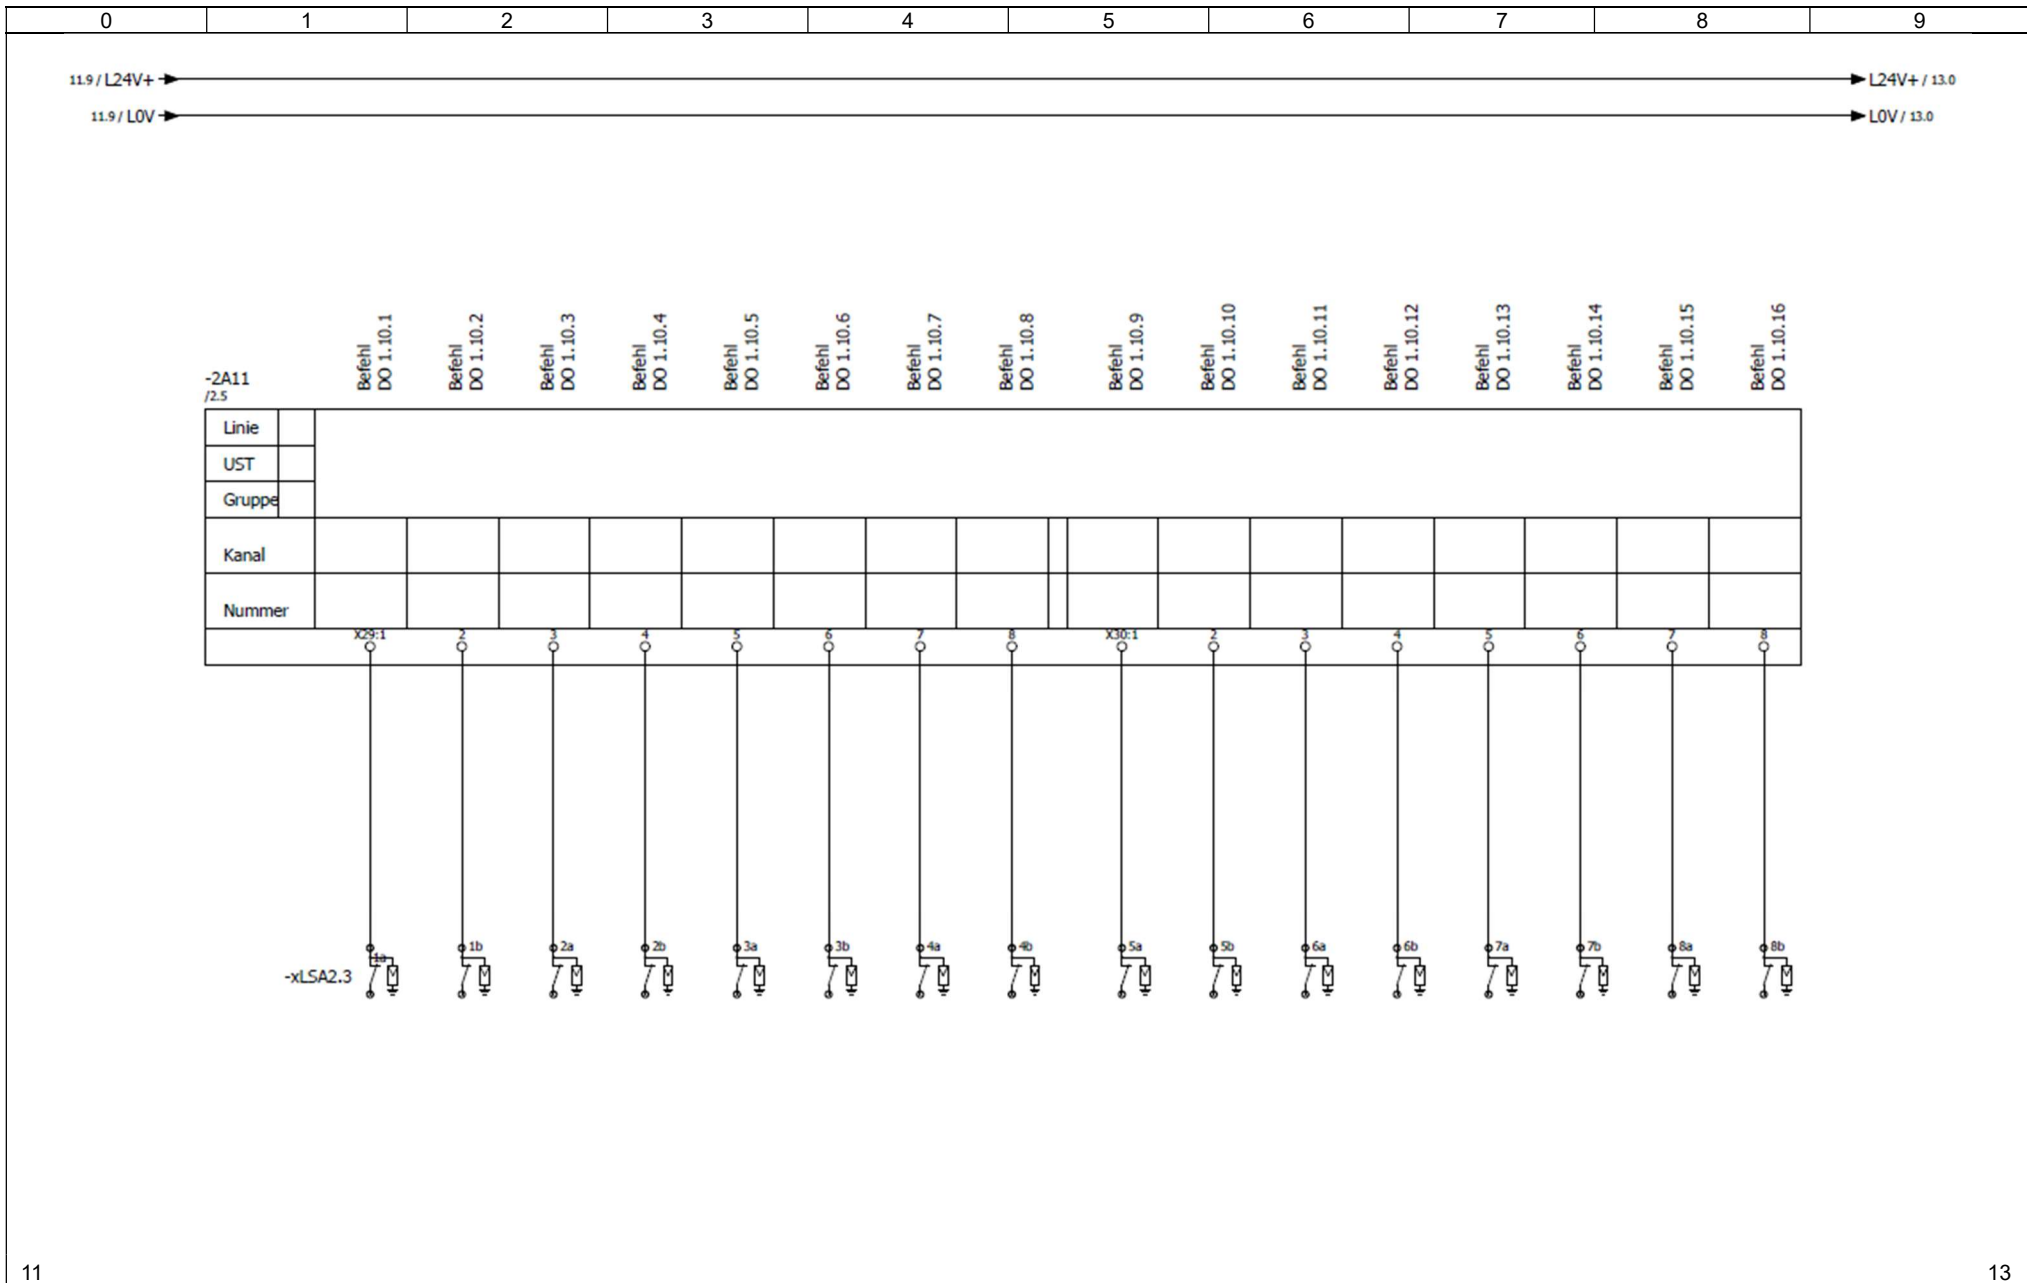 0 1 2 3 4 5 6 7 8 9
11.9 / L24V+ L24V+ / 13.0
11.9 / L0V L0V / 13.0
Befehl
DO 1.10.1
Befehl
DO 1.10.2
Befehl
DO 1.10.3
Befehl
DO 1.10.4
Befehl
DO 1.10.5
Befehl
DO 1.10.6
Befehl
DO 1.10.7
Befehl
DO 1.10.8
Befehl
DO 1.10.9
Befehl
DO 1.10.10
Befehl
DO 1.10.11
Befehl
DO 1.10.12
Befehl
DO 1.10.13
Befehl
DO 1.10.14
Befehl
DO 1.10.15
Befehl
DO 1.10.16
-2A11
/2.5
Linie
UST
Gruppe
Kanal
Nummer
X29:1 2 3 4 5 6 7 8 X30:1 2 3 4 5 6 7 8
1a 1b 2a 2b 3a 3b 4a 4b 5a 5b 6a 6b 7a 7b 8a 8b
-xLSA2.3
11 13